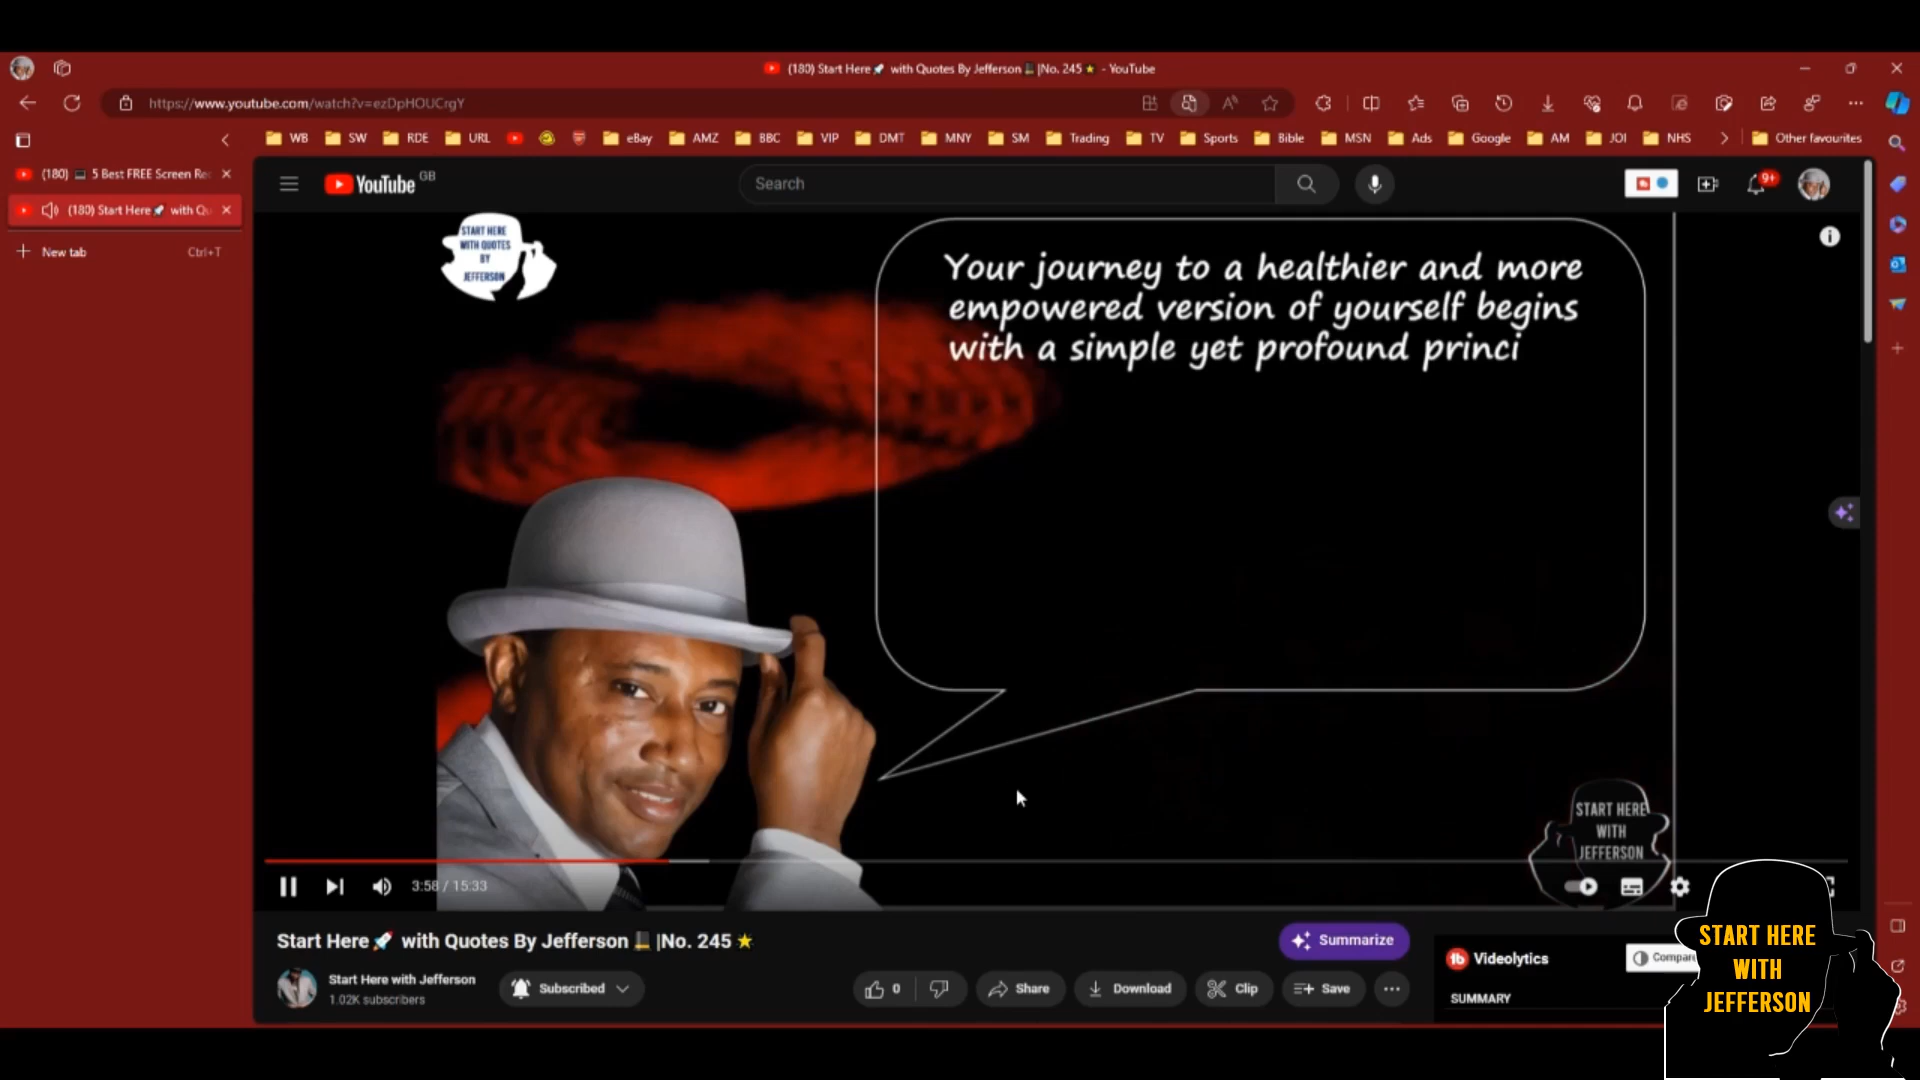 (180) Start Here🚀 with Quotes By Jefferson🎩|No. 245⭐ - YouTube
https://www.youtube.com/watch?v=ezDpHOUCrgY
WB SW RDE URL eBay AMZ BBC VIP DMT MNY SM Trading TV Sports Bible MSN Ads Google AM JOI NHS Other favourites
(180) 💻 5 Best FREE Screen Rec
(180) Start Here🚀 with Qu
New tab Ctrl+T
YouTube GB
Search
9+
START HERE
WITH QUOTES
BY
JEFFERSON
Your journey to a healthier and more
empowered version of yourself begins
with a simple yet profound princi
START HERE
WITH
JEFFERSON
3:58 / 15:33
Start Here🚀 with Quotes By Jefferson🎩|No. 245⭐
Summarize
Start Here with Jefferson
1.02K subscribers
Subscribed
0
Share
Download
Clip
Save
tb Videolytics
Compare
SUMMARY
START HERE
WITH
JEFFERSON